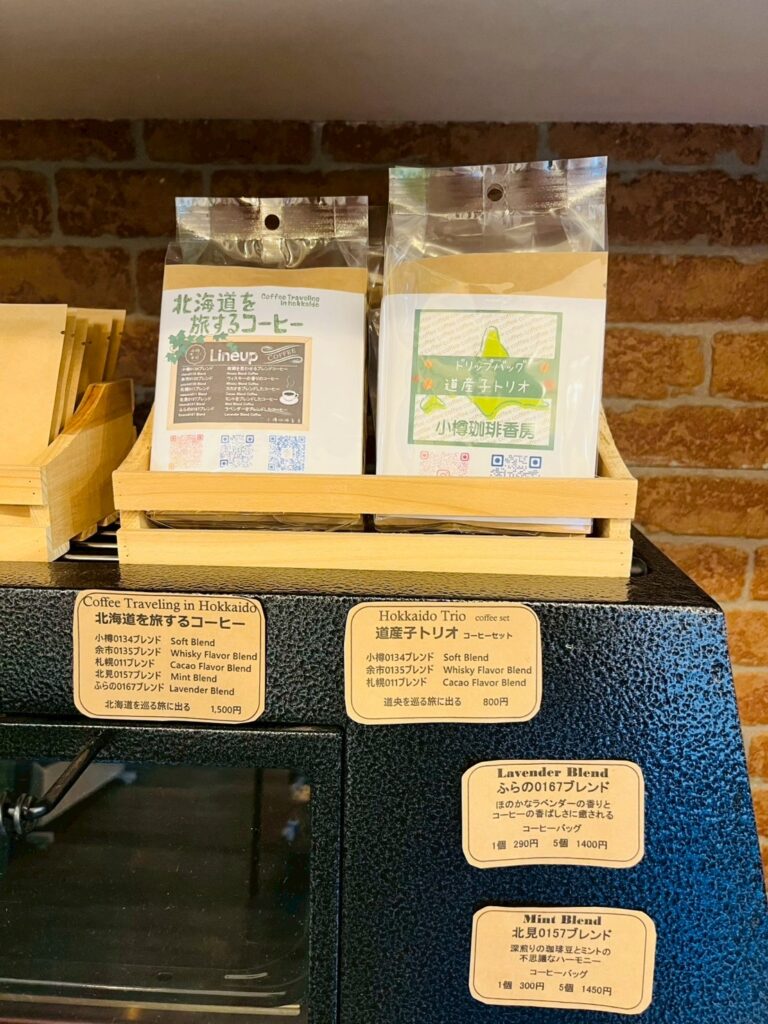 北海道を
旅するコーヒー
Coffee Traveling
in hokkaido
Lineup
COFFEE
小樽0134ブレンド
ドリップバッグ
道産子トリオ
小樽珈琲香房
Coffee Traveling in Hokkaido
北海道を旅するコーヒー
小樽0134ブレンド Soft Blend
余市0135ブレンド Whisky Flavor Blend
札幌011ブレンド Cacao Flavor Blend
北見0157ブレンド Mint Blend
ふらの0167ブレンド Lavender Blend
北海道を巡る旅に出る 1,500円
Hokkaido Trio coffee set
道産子トリオ コーヒーセット
小樽0134ブレンド Soft Blend
余市0135ブレンド Whisky Flavor Blend
札幌011ブレンド Cacao Flavor Blend
道央を巡る旅に出る 800円
Lavender Blend
ふらの0167ブレンド
ほのかなラベンダーの香りと
コーヒーの香ばしさに癒される
コーヒーバッグ
1個 290円 5個 1400円
Mint Blend
北見0157ブレンド
深煎りの珈琲豆とミントの
不思議なハーモニー
コーヒーバッグ
1個 300円 5個 1450円